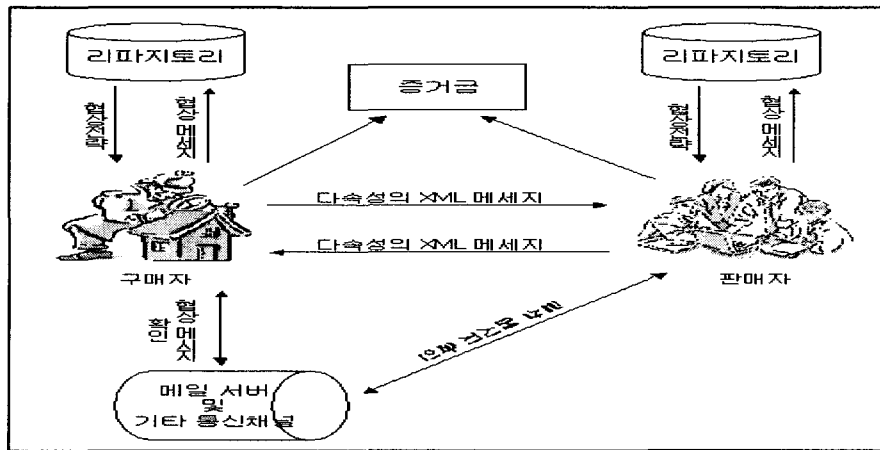 리파지토리
리파지토리
증거금
협상전략
협상 메세지
협상전략
협상 메세지
다속성의 XML 메세지
다속성의 XML 메세지
구매자
판매자
협상 메시지
확인
메일 서버
및
기타 통신채널